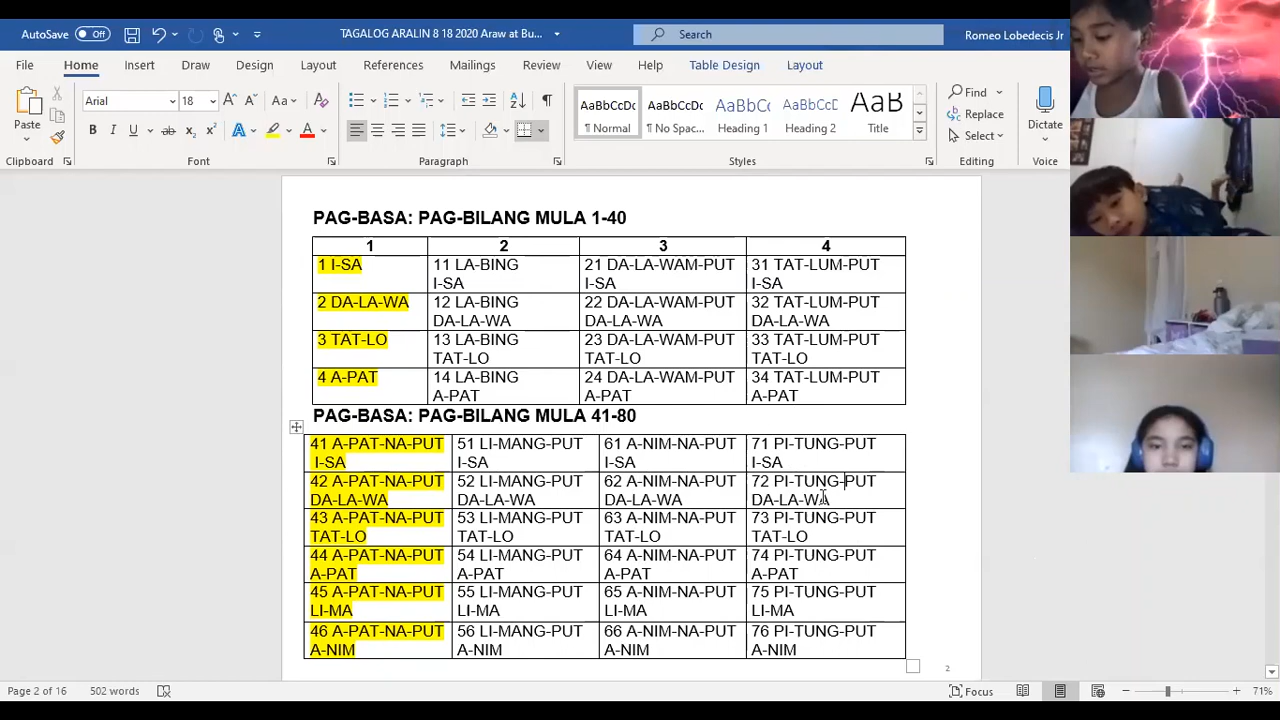 AutoSave Off TAGALOG ARALIN 8 18 2020 Araw at Bu... Search Romeo Lobedecis Jr
File Home Insert Draw Design Layout References Mailings Review View Help Table Design Layout
Paste
Arial 18 Aa
AaBbCcDc AaBbCcDc AaBbCc AaBbCcD AaB
Normal No Spac... Heading 1 Heading 2 Title
Find
Replace
Select
Dictate
Clipboard Font Paragraph Styles Editing Voice
PAG-BASA: PAG-BILANG MULA 1-40
1 2 3 4
1 I-SA 11 LA-BING 21 DA-LA-WAM-PUT 31 TAT-LUM-PUT
I-SA I-SA I-SA
2 DA-LA-WA 12 LA-BING 22 DA-LA-WAM-PUT 32 TAT-LUM-PUT
DA-LA-WA DA-LA-WA DA-LA-WA
3 TAT-LO 13 LA-BING 23 DA-LA-WAM-PUT 33 TAT-LUM-PUT
TAT-LO TAT-LO TAT-LO
4 A-PAT 14 LA-BING 24 DA-LA-WAM-PUT 34 TAT-LUM-PUT
A-PAT A-PAT A-PAT
PAG-BASA: PAG-BILANG MULA 41-80
41 A-PAT-NA-PUT 51 LI-MANG-PUT 61 A-NIM-NA-PUT 71 PI-TUNG-PUT
I-SA I-SA I-SA I-SA
42 A-PAT-NA-PUT 52 LI-MANG-PUT 62 A-NIM-NA-PUT 72 PI-TUNG-PUT
DA-LA-WA DA-LA-WA DA-LA-WA DA-LA-WA
43 A-PAT-NA-PUT 53 LI-MANG-PUT 63 A-NIM-NA-PUT 73 PI-TUNG-PUT
TAT-LO TAT-LO TAT-LO TAT-LO
44 A-PAT-NA-PUT 54 LI-MANG-PUT 64 A-NIM-NA-PUT 74 PI-TUNG-PUT
A-PAT A-PAT A-PAT A-PAT
45 A-PAT-NA-PUT 55 LI-MANG-PUT 65 A-NIM-NA-PUT 75 PI-TUNG-PUT
LI-MA LI-MA LI-MA LI-MA
46 A-PAT-NA-PUT 56 LI-MANG-PUT 66 A-NIM-NA-PUT 76 PI-TUNG-PUT
A-NIM A-NIM A-NIM A-NIM
2
Page 2 of 16 502 words Focus 71%